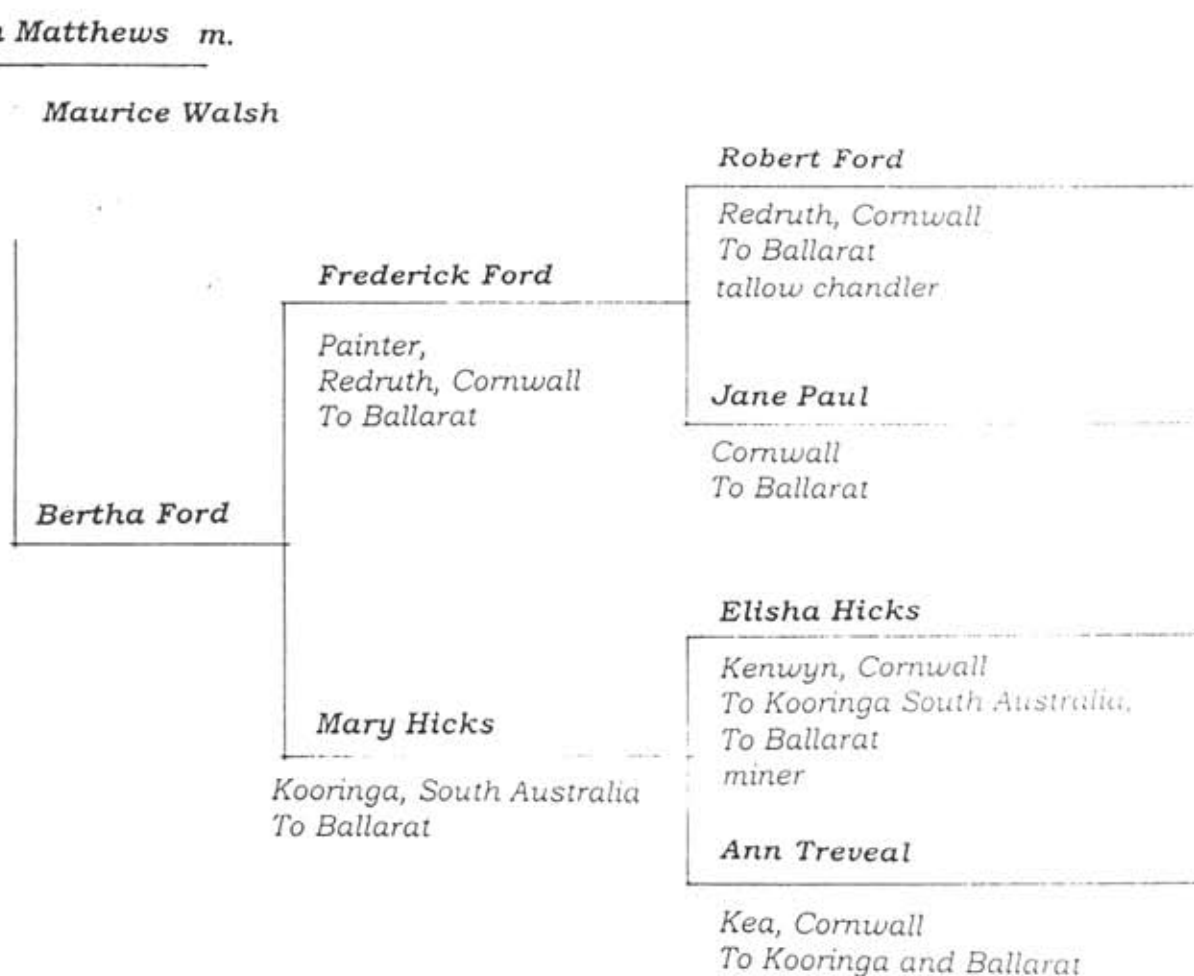 Matthews m.
Maurice Walsh
Robert Ford
Redruth, Cornwall
To Ballarat
tallow chandler
Frederick Ford
Painter,
Redruth, Cornwall
To Ballarat
Jane Paul
Cornwall
To Ballarat
Bertha Ford
Elisha Hicks
Kenwyn, Cornwall
To Kooringa South Australia,
To Ballarat
miner
Mary Hicks
Kooringa, South Australia
To Ballarat
Ann Treveal
Kea, Cornwall
To Kooringa and Ballarat